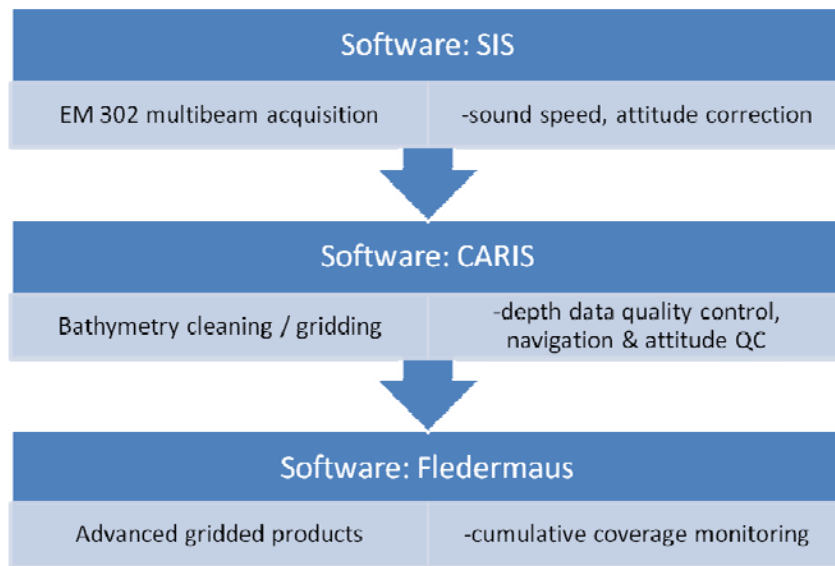 Software: SIS
EM 302 multibeam acquisition
-sound speed, attitude correction
Software: CARIS
Bathymetry cleaning / gridding
-depth data quality control,
navigation & attitude QC
Software: Fledermaus
Advanced gridded products
-cumulative coverage monitoring